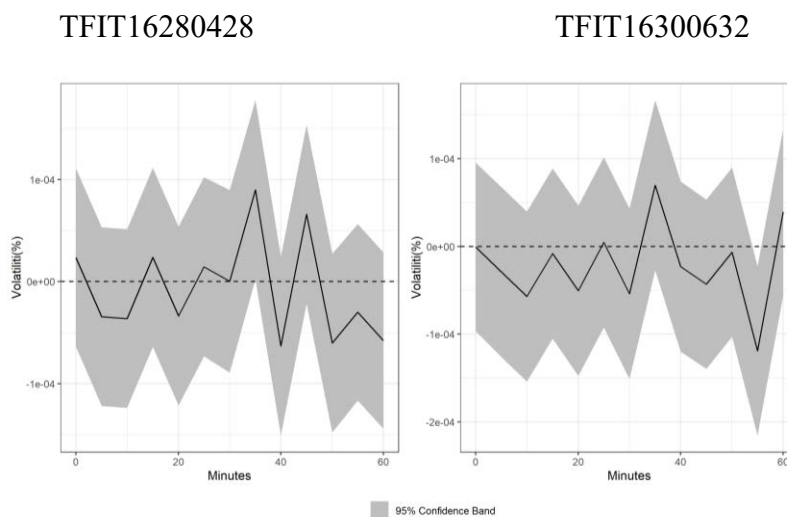 TFIT16280428
TFIT16300632
Volatiliti(%)
1e-04
0e+00
-1e-04
0
20
40
60
Minutes
Volatiliti(%)
1e-04
0e+00
-1e-04
-2e-04
0
20
40
60
Minutes
95% Confidence Band